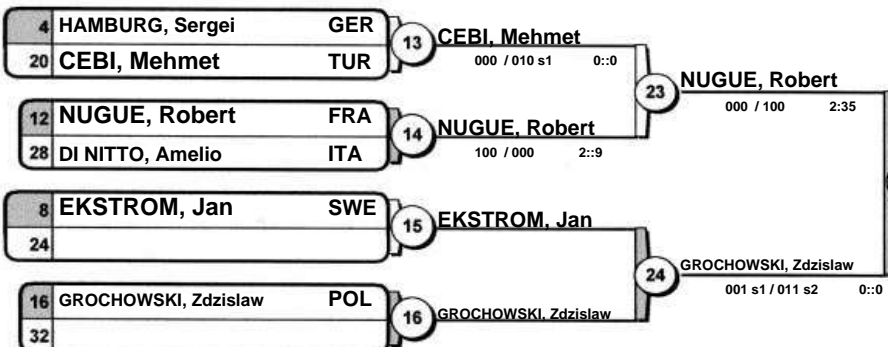 4 HAMBURG, Sergei GER
20 CEBI, Mehmet TUR
13 CEBI, Mehmet
000 / 010 s1 0::0
12 NUGUE, Robert FRA
28 DI NITTO, Amelio ITA
14 NUGUE, Robert
100 / 000 2::9
23 NUGUE, Robert
000 / 100 2:35
8 EKSTROM, Jan SWE
24
15 EKSTROM, Jan
16 GROCHOWSKI, Zdzislaw POL
32
16 GROCHOWSKI, Zdzislaw
24 GROCHOWSKI, Zdzislaw
001 s1 / 011 s2 0::0